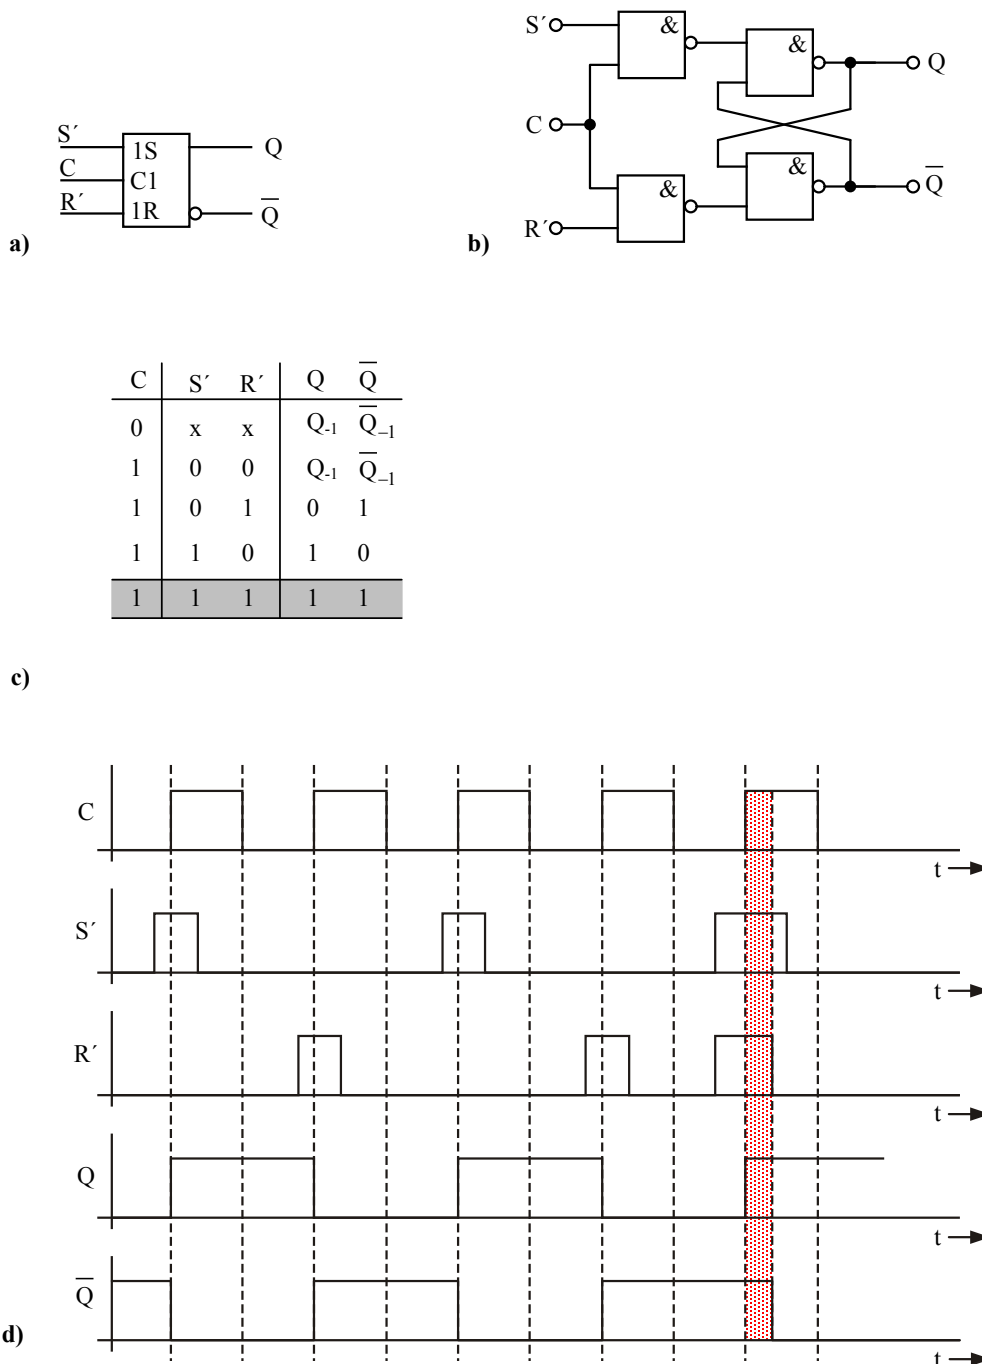 S´
C
R´
1S
C1
1R
Q
Q̅
a)
S´
C
R´
&
&
&
&
Q
Q̅
b)
C S´ R´ Q Q̅
0 x x Q₋₁ Q̅₋₁
1 0 0 Q₋₁ Q̅₋₁
1 0 1 0 1
1 1 0 1 0
1 1 1 1 1
c)
C
t
S´
t
R´
t
Q
t
Q̅
t
d)